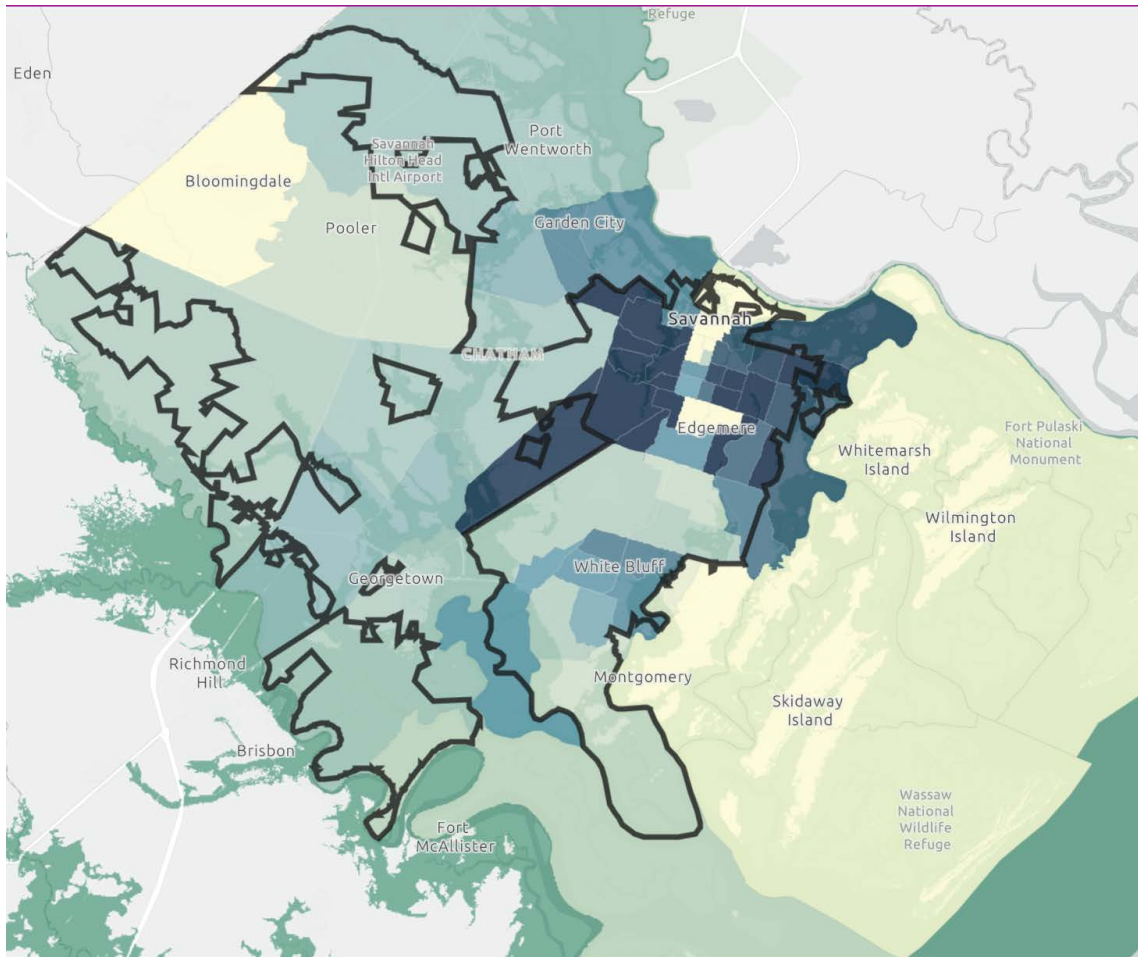 Refuge
Eden
Port
Wentworth
Savannah
Hilton Head
Intl Airport
Bloomingdale
Pooler
Garden City
Savannah
CHATHAM
Edgemere
Fort Pulaski
National
Monument
Whitemarsh
Island
Wilmington
Island
White Bluff
Georgetown
Richmond
Hill
Montgomery
Skidaway
Island
Brisbon
Wassaw
National
Wildlife
Refuge
Fort
McAllister